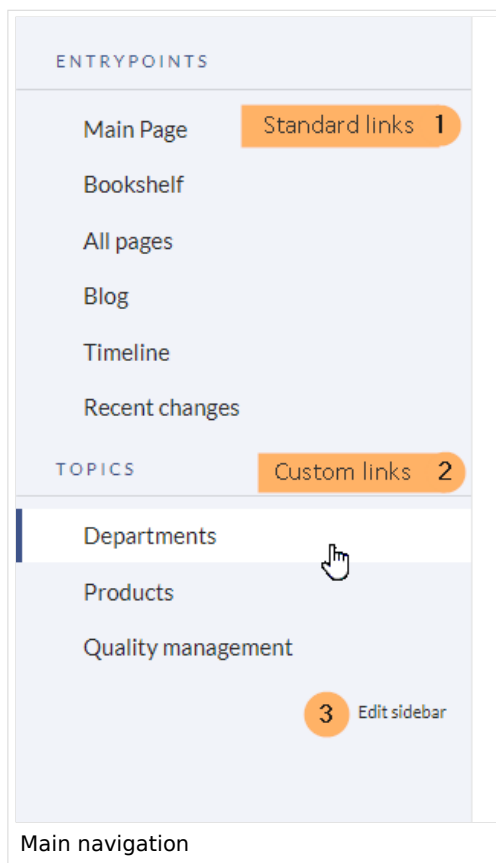 ENTRYPOINTS
Main Page
Standard links 1
Bookshelf
All pages
Blog
Timeline
Recent changes
TOPICS
Custom links 2
Departments
Products
Quality management
3 Edit sidebar
Main navigation